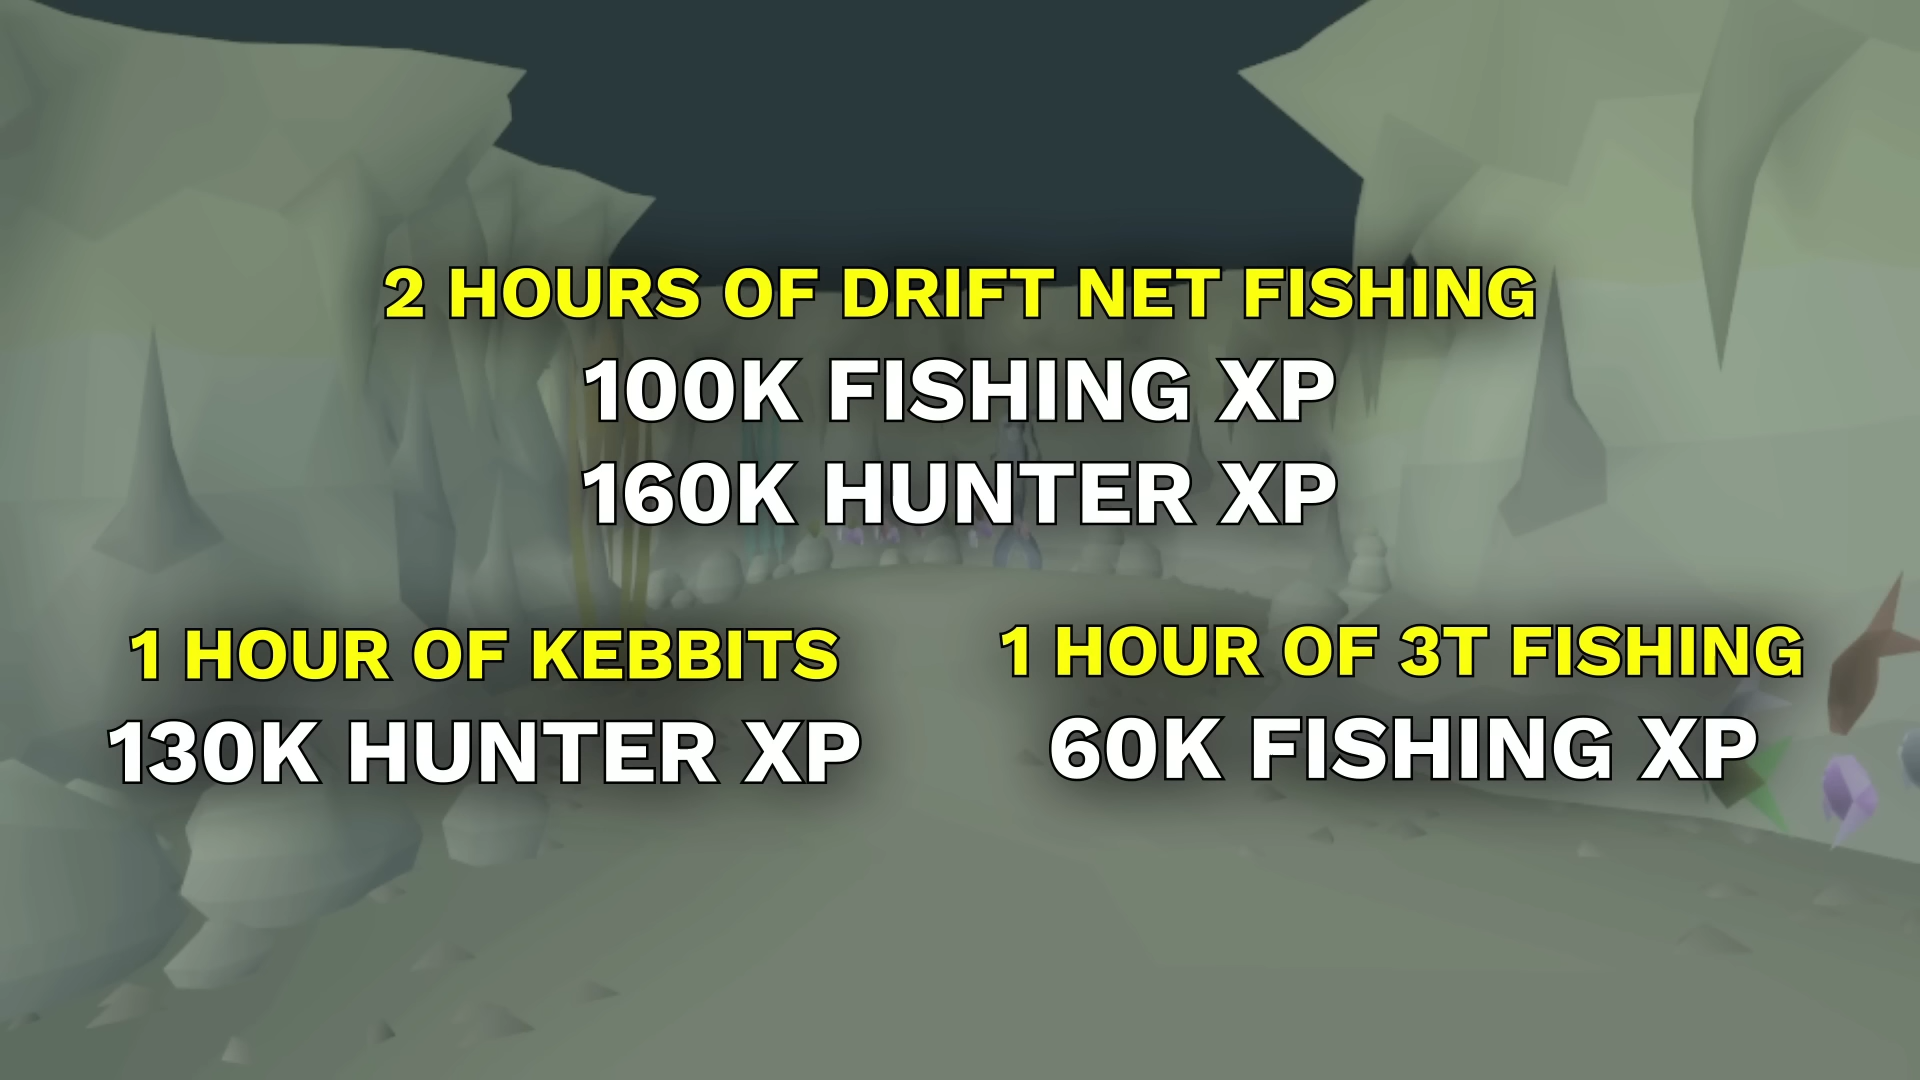 2 HOURS OF DRIFT NET FISHING
100K FISHING XP
160K HUNTER XP
1 HOUR OF KEBBITS
130K HUNTER XP
1 HOUR OF 3T FISHING
60K FISHING XP